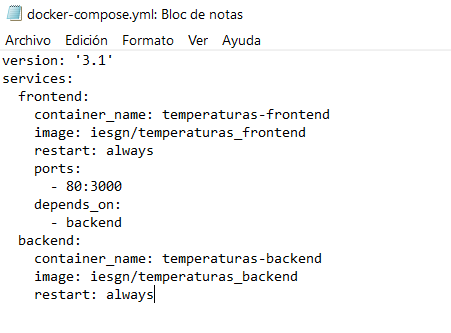 docker-compose.yml: Bloc de notas
Archivo Edición Formato Ver Ayuda
version: '3.1'
services:
  frontend:
    container_name: temperaturas-frontend
    image: iesgn/temperaturas_frontend
    restart: always
    ports:
      - 80:3000
    depends_on:
      - backend
  backend:
    container_name: temperaturas-backend
    image: iesgn/temperaturas_backend
    restart: always